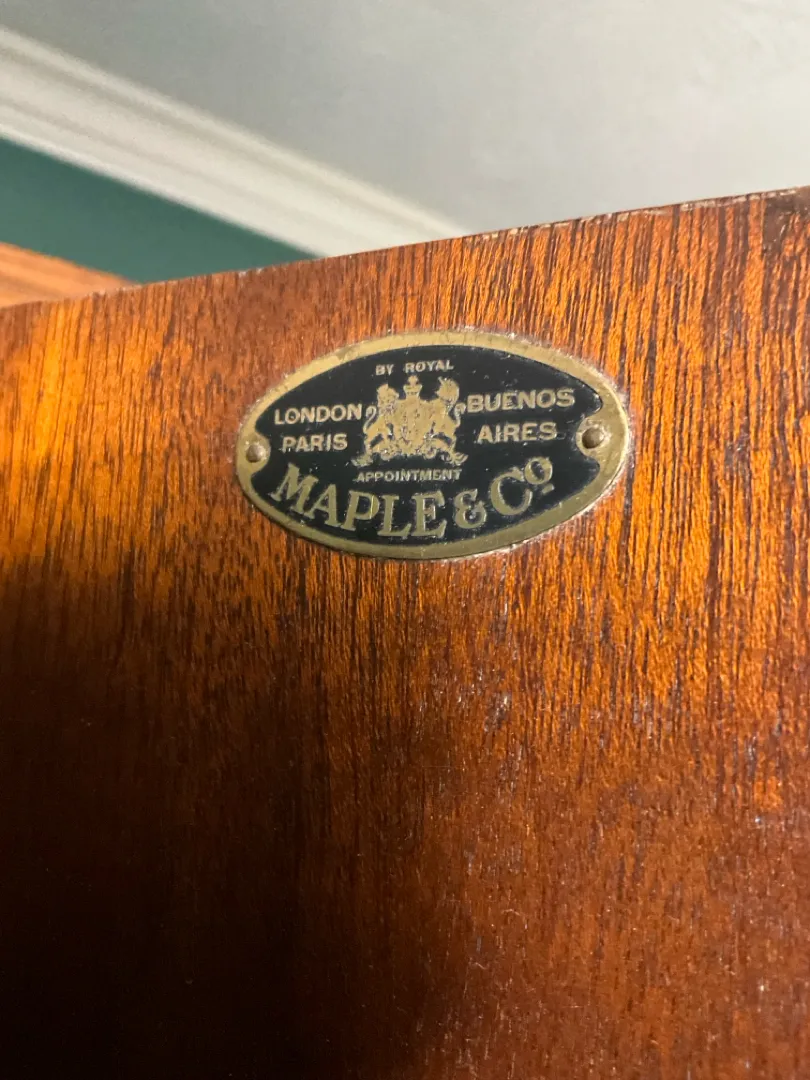 BY ROYAL
LONDON BUENOS
PARIS AIRES
APPOINTMENT
MAPLE & Co